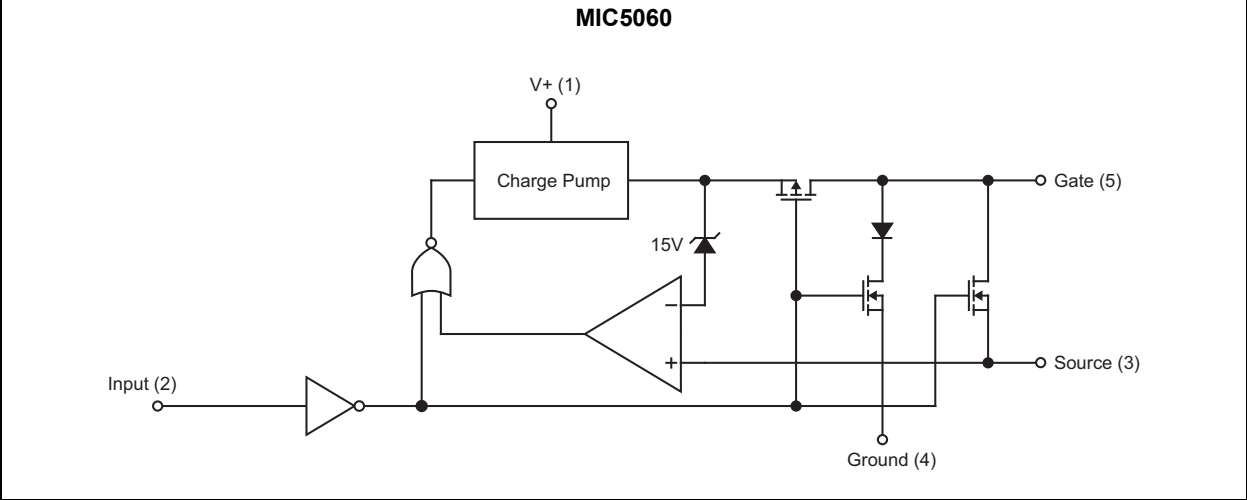 MIC5060
V+ (1)
Charge Pump
Gate (5)
15V
−
+
Source (3)
Input (2)
Ground (4)